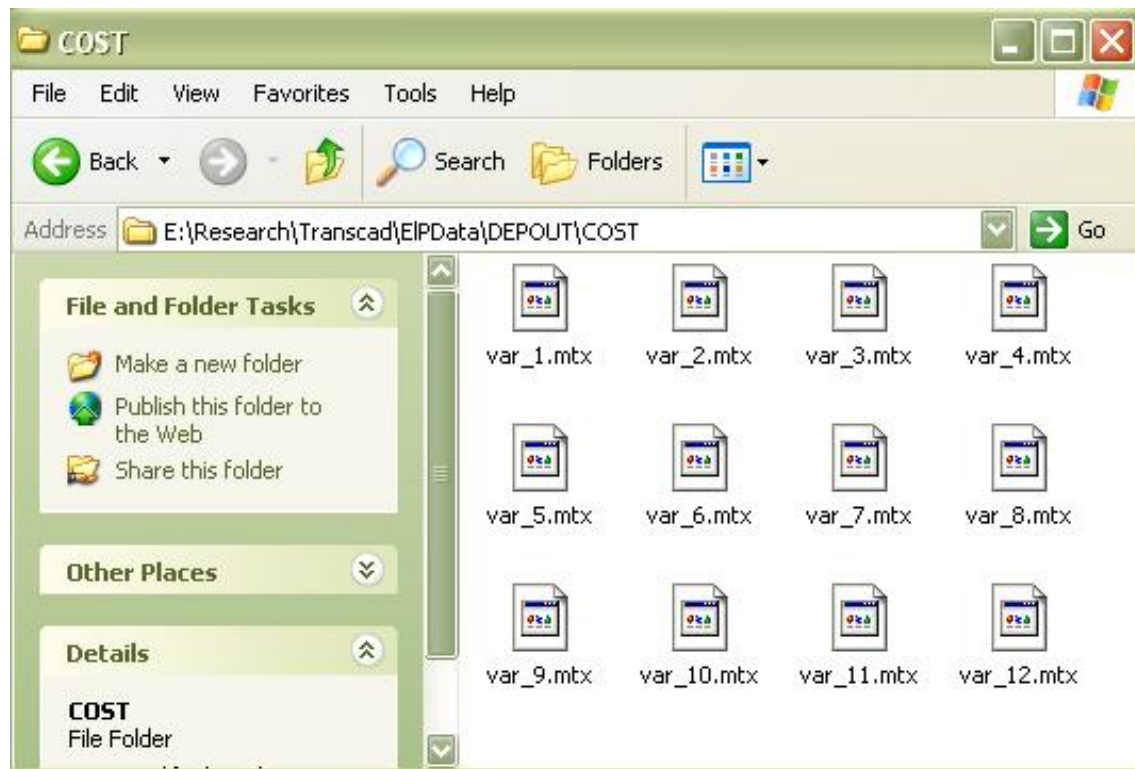 COST
File Edit View Favorites Tools Help
Back Search Folders
Address E:\Research\Transcad\ElPData\DEPOUT\COST Go
File and Folder Tasks
Make a new folder
Publish this folder to
the Web
Share this folder
Other Places
Details
COST
File Folder
var_1.mtx var_2.mtx var_3.mtx var_4.mtx
var_5.mtx var_6.mtx var_7.mtx var_8.mtx
var_9.mtx var_10.mtx var_11.mtx var_12.mtx